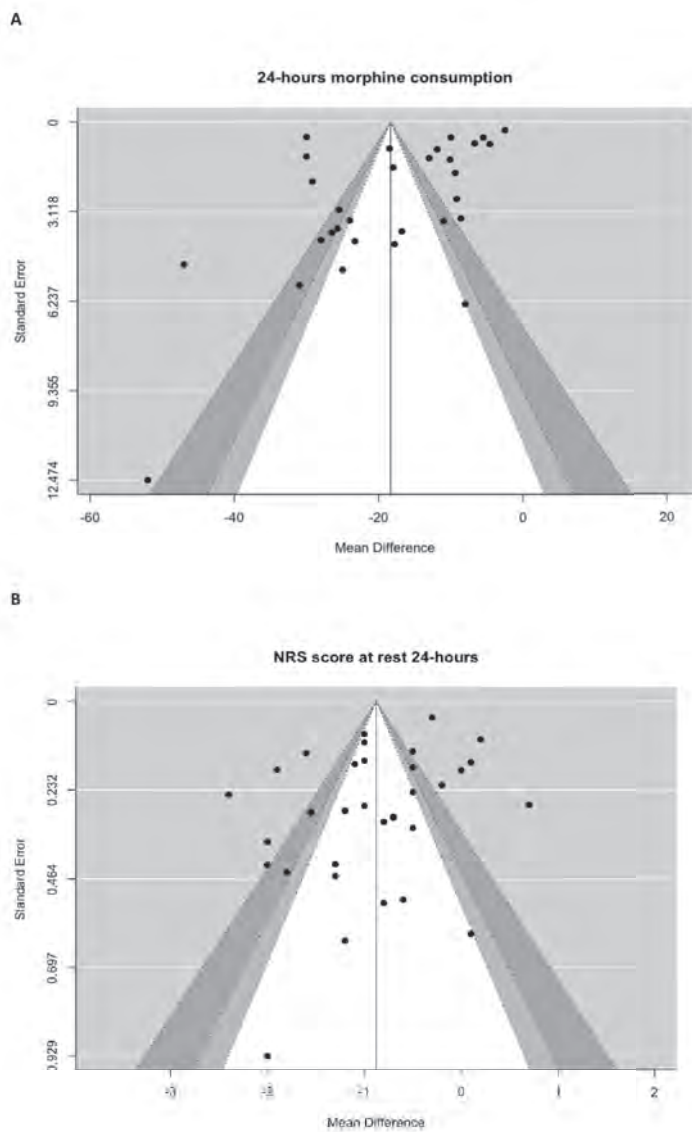 A
24-hours morphine consumption
0
3.118
6.237
9.355
12.474
Standard Error
-60 -40 -20 0 20
Mean Difference
B
NRS score at rest 24-hours
0
0.232
0.464
0.697
0.929
Standard Error
-1 0 1 2
Mean Difference